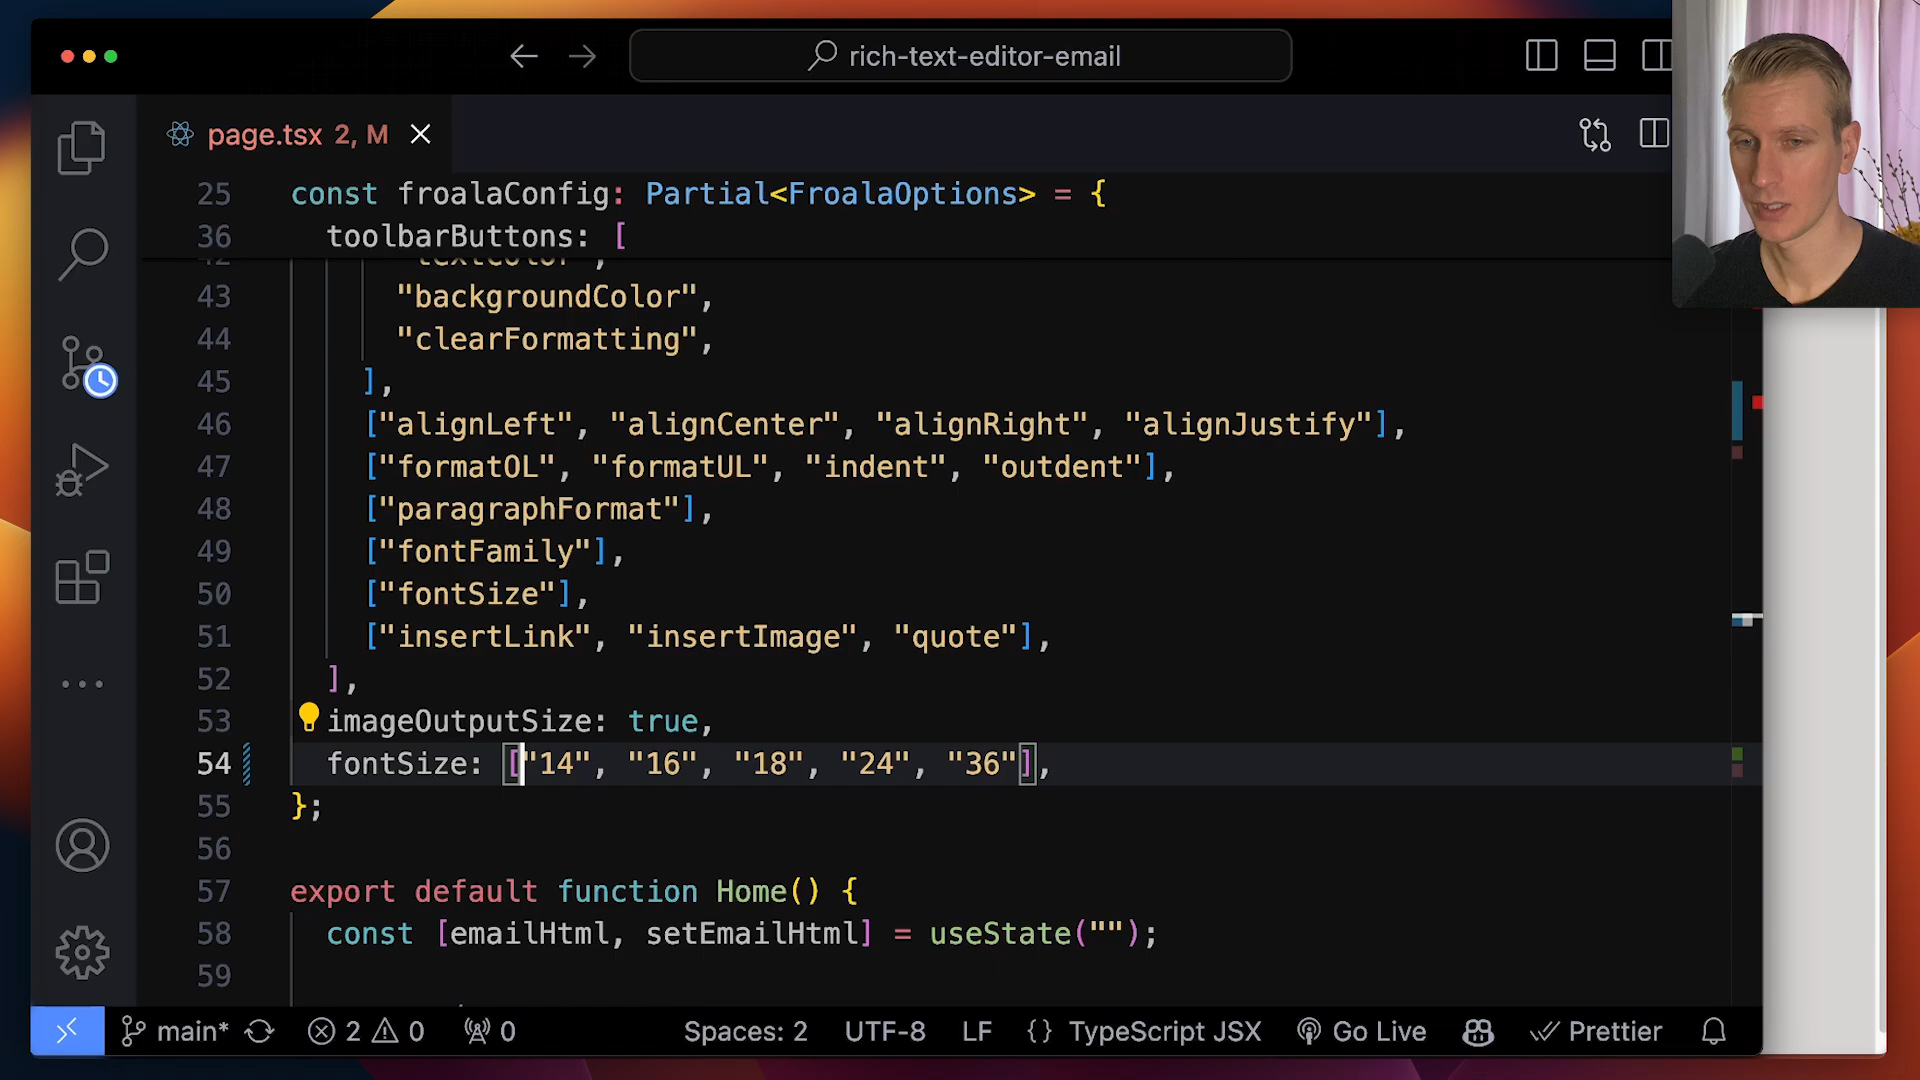 rich-text-editor-email
page.tsx 2, M
25 const froalaConfig: Partial<FroalaOptions> = {
36 toolbarButtons: [
42 "textColor",
43 "backgroundColor",
44 "clearFormatting",
45 ],
46 ["alignLeft", "alignCenter", "alignRight", "alignJustify"],
47 ["formatOL", "formatUL", "indent", "outdent"],
48 ["paragraphFormat"],
49 ["fontFamily"],
50 ["fontSize"],
51 ["insertLink", "insertImage", "quote"],
52 ],
53 imageOutputSize: true,
54 fontSize: ["14", "16", "18", "24", "36"],
55 };
56
57 export default function Home() {
58 const [emailHtml, setEmailHtml] = useState("");
59
main* 2 0 0 Spaces: 2 UTF-8 LF {} TypeScript JSX Go Live Prettier